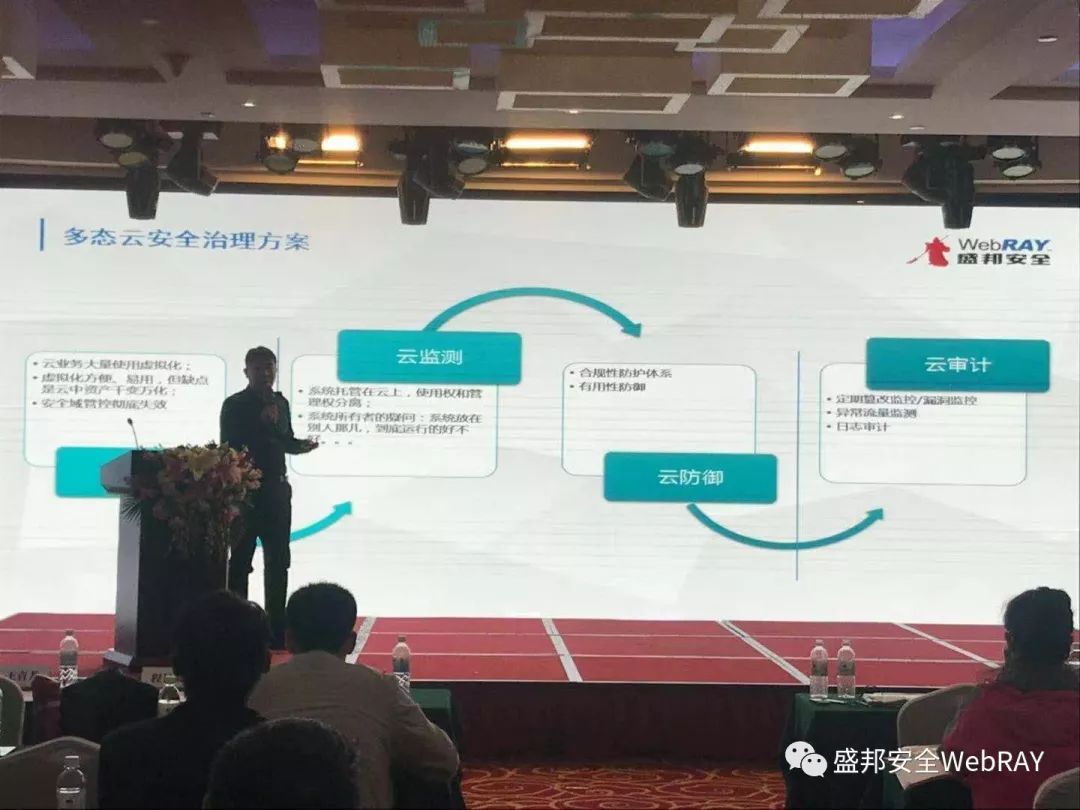 多态云安全治理方案
WebRAY
盛邦安全
• 云业务大量使用虚拟化；
• 虚拟化方便、易用，但缺点
是云中资产千变万化；
• 安全域管控彻底失效
云监测
• 系统托管在云上，使用权和管
理权分离；
• 系统所有者的疑问：系统放在
别人那儿，到底运行的好不
好。。。
• 合规性防护体系
• 有用性防御
云防御
云审计
• 定期篡改监控/漏洞监控
• 异常流量监测
• 日志审计
盛邦安全WebRAY